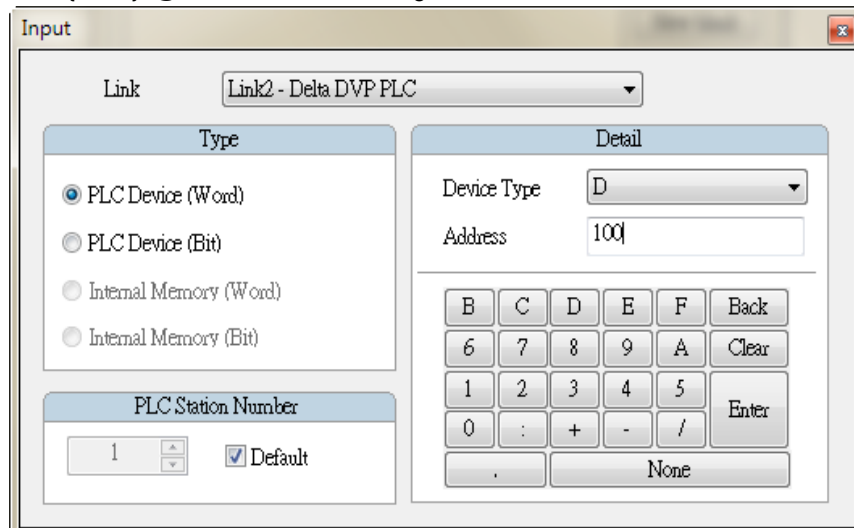 Input
Link
Link2 - Delta DVP PLC
Type
PLC Device (Word)
PLC Device (Bit)
Internal Memory (Word)
Internal Memory (Bit)
PLC Station Number
1
Default
Detail
Device Type
D
Address
100
B C D E F Back
6 7 8 9 A Clear
1 2 3 4 5 Enter
0 : + - /
. None